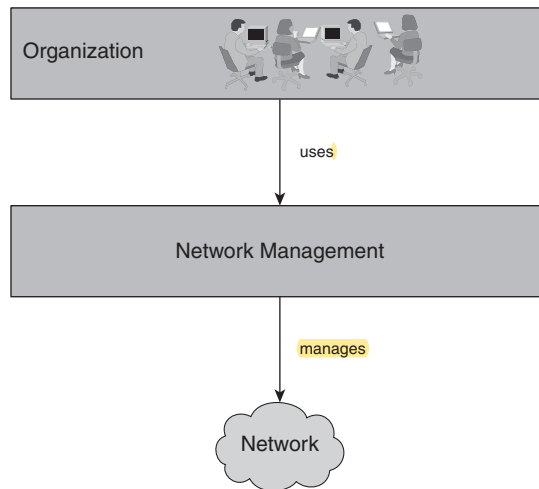 Organization
uses
Network Management
manages
Network